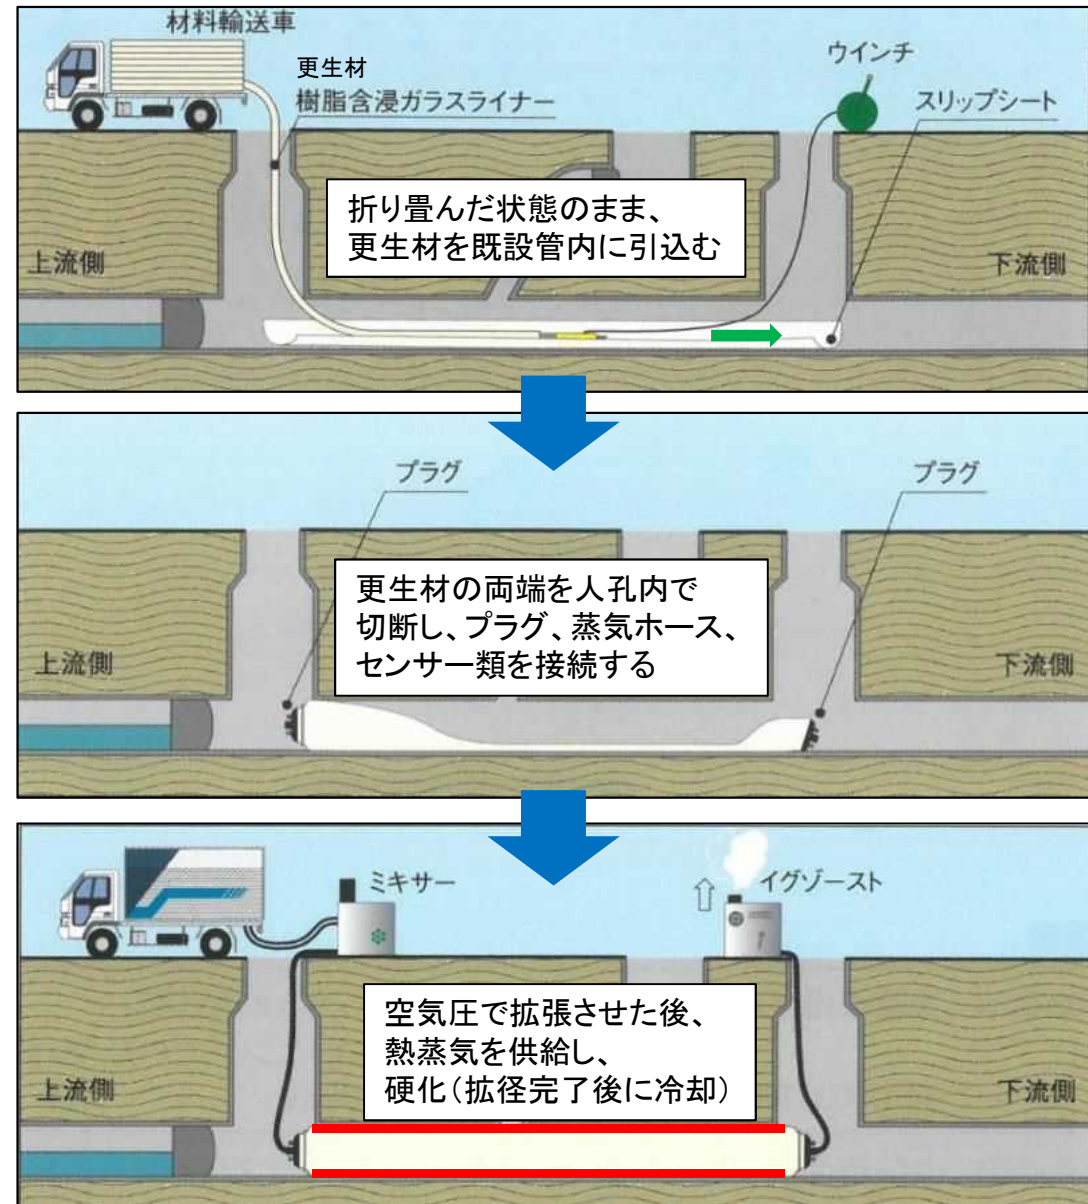 材料輸送車
更生材
樹脂含浸ガラスライナー
ウインチ
スリップシート
折り畳んだ状態のまま、
更生材を既設管内に引込む
上流側
下流側
プラグ
プラグ
更生材の両端を人孔内で
切断し、プラグ、蒸気ホース、
センサー類を接続する
上流側
下流側
ミキサー
イグゾースト
空気圧で拡張させた後、
熱蒸気を供給し、
硬化(拡径完了後に冷却)
上流側
下流側